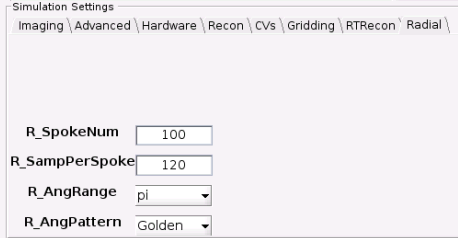 Simulation Settings
Imaging \ Advanced \ Hardware \ Recon \ CVs \ Gridding \ RTRecon \ Radial \
R_SpokeNum 100
R_SampPerSpoke 120
R_AngRange pi
R_AngPattern Golden